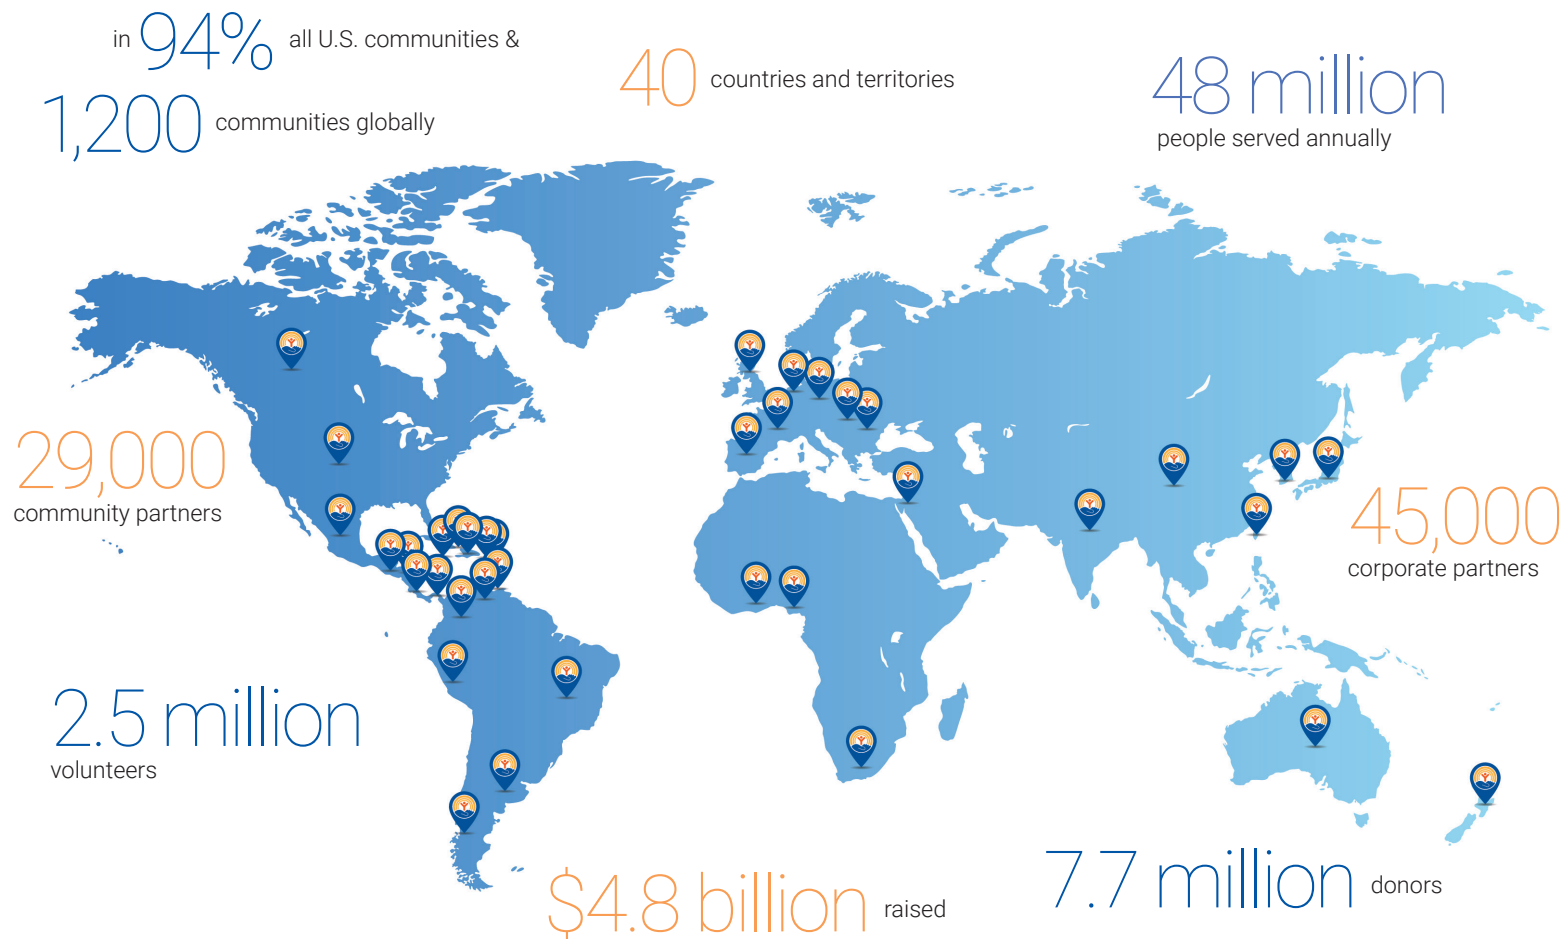 in 94% all U.S. communities &
1,200 communities globally
40 countries and territories
48 million
people served annually
29,000
community partners
45,000
corporate partners
2.5 million
volunteers
$4.8 billion raised
7.7 million donors